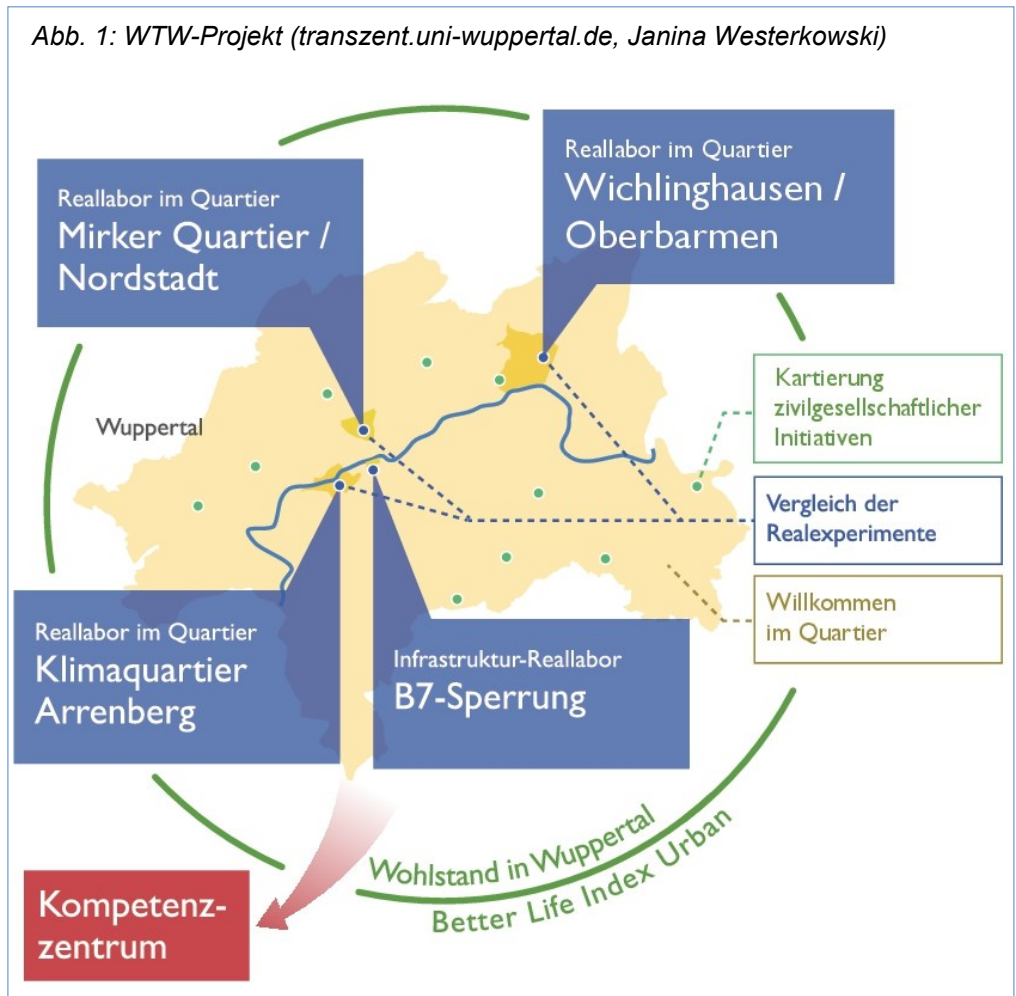 Abb. 1: WTW-Projekt (transzent.uni-wuppertal.de, Janina Westerkowski)
Reallabor im Quartier
Wichlinghausen /
Oberbarmen
Reallabor im Quartier
Mirker Quartier /
Nordstadt
Wuppertal
Kartierung
zivilgesellschaftlicher
Initiativen
Vergleich der
Realexperimente
Willkommen
im Quartier
Reallabor im Quartier
Klimaquartier
Arrenberg
Infrastruktur-Reallabor
B7-Sperrung
Wohlstand in Wuppertal
Better Life Index Urban
Kompetenz-
zentrum